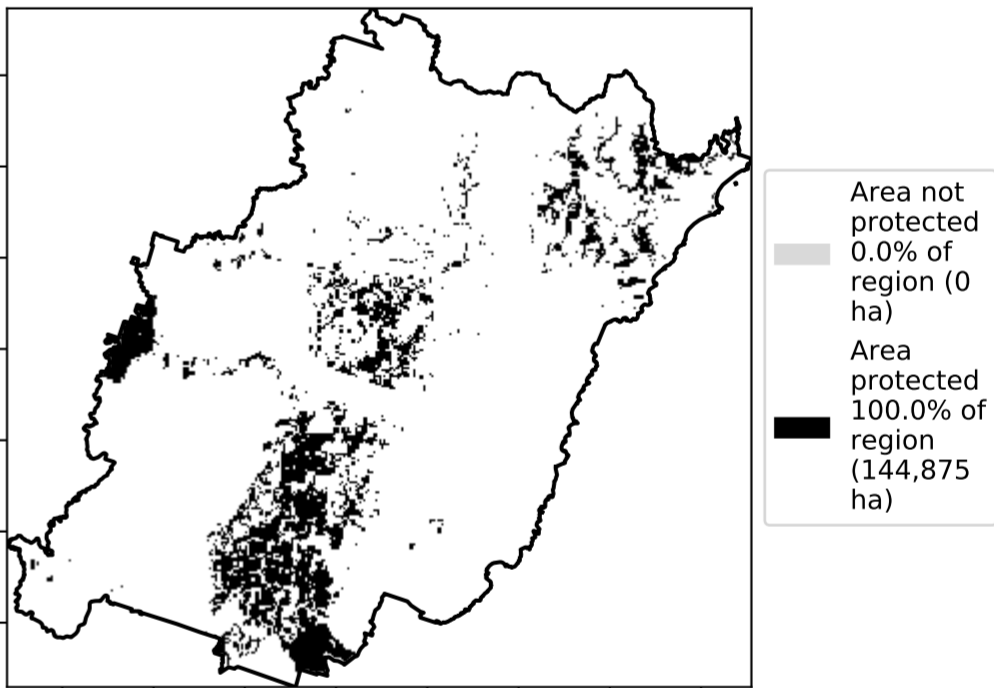 Area not
protected
0.0% of
region (0
ha)
Area
protected
100.0% of
region
(144,875
ha)